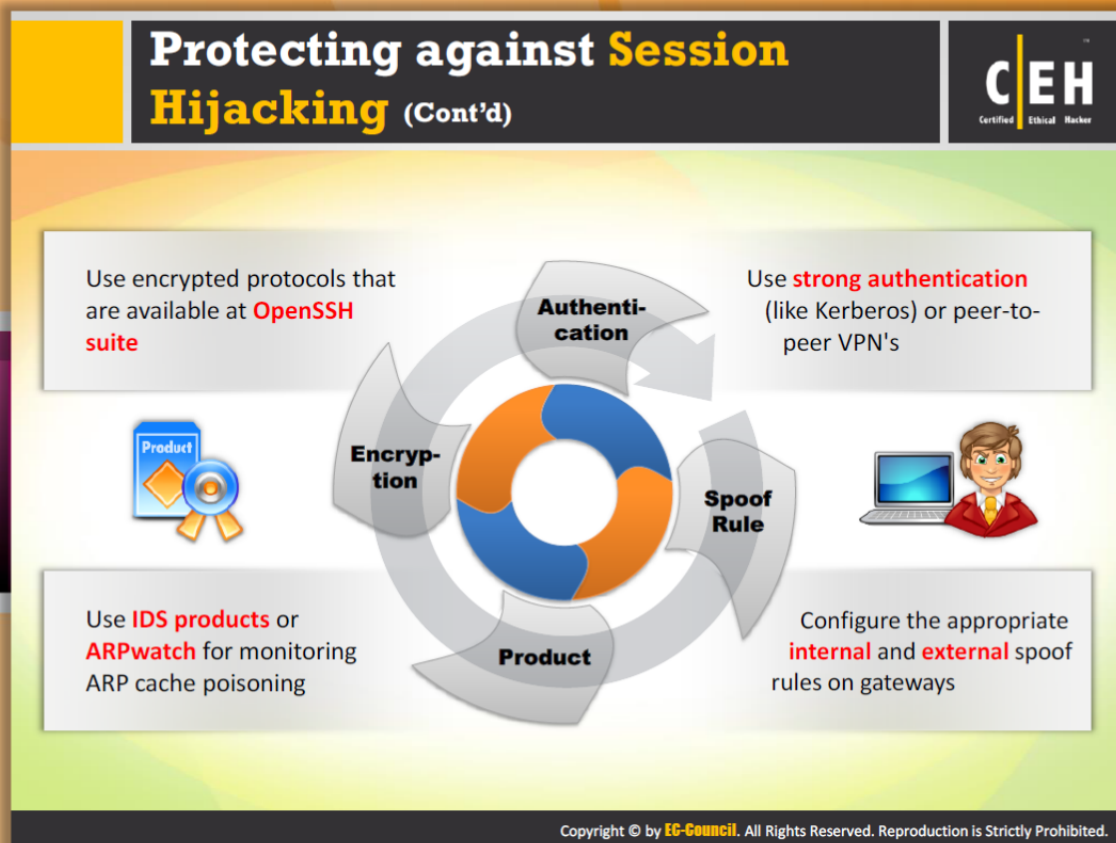 Protecting against Session
Hijacking (Cont'd)
C|EH
™
Certified Ethical Hacker
Use encrypted protocols that
are available at OpenSSH
suite
Authenti-
cation
Use strong authentication
(like Kerberos) or peer-to-
peer VPN's
Product
Encryp-
tion
Spoof
Rule
Use IDS products or
ARPwatch for monitoring
ARP cache poisoning
Product
Configure the appropriate
internal and external spoof
rules on gateways
Copyright © by EC-Council. All Rights Reserved. Reproduction is Strictly Prohibited.